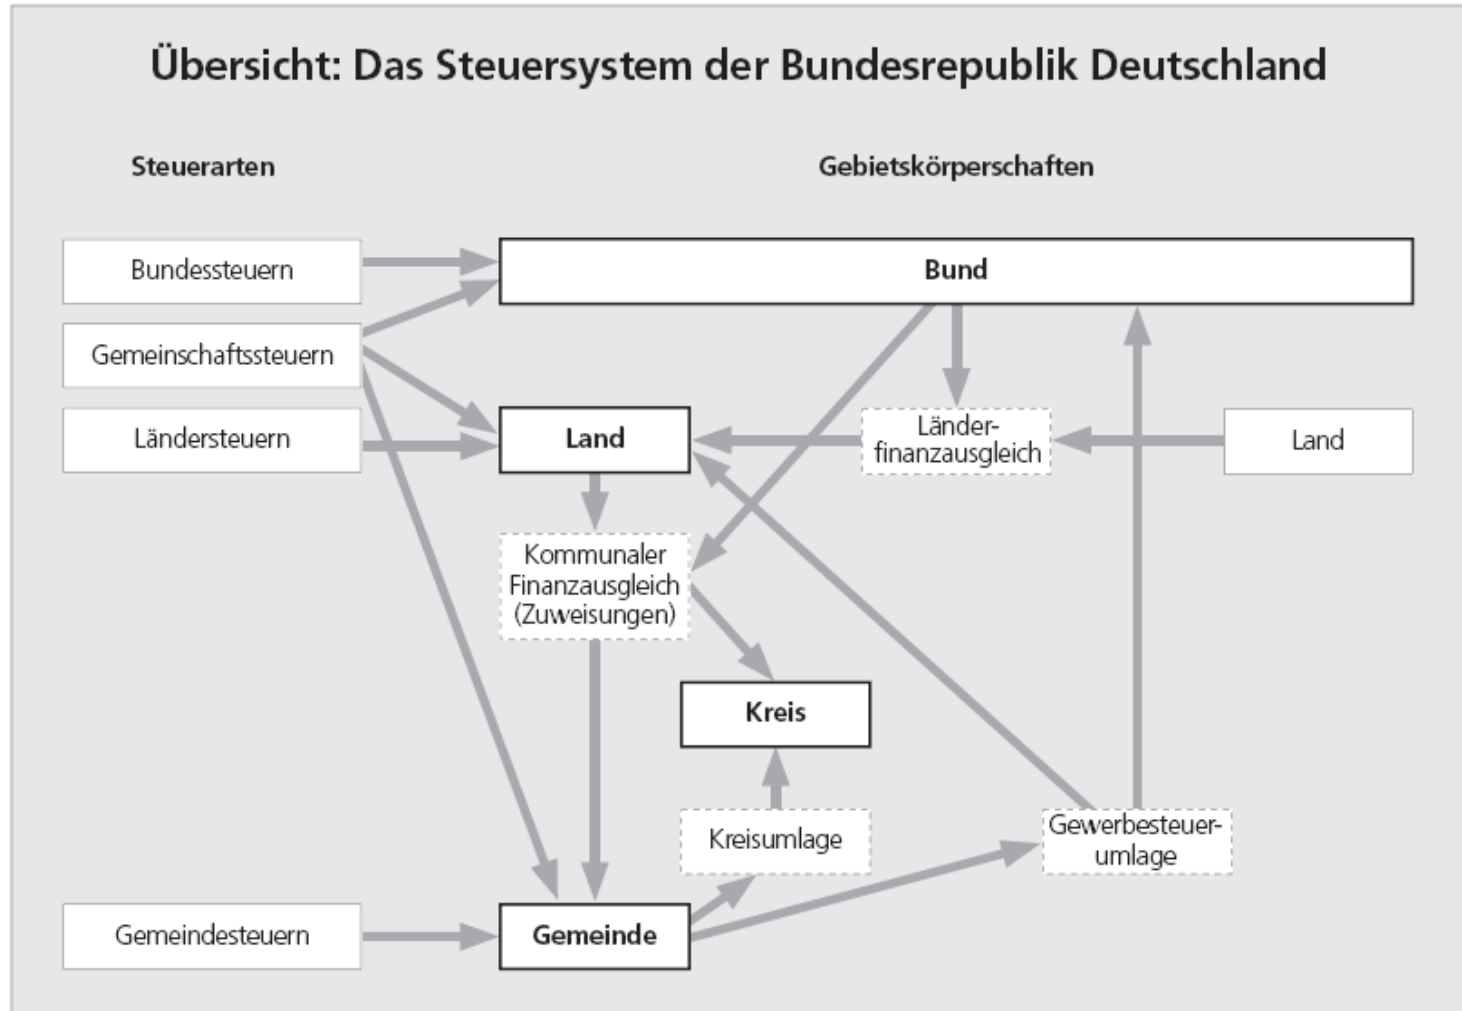 Übersicht: Das Steuersystem der Bundesrepublik Deutschland
Steuerarten
Gebietskörperschaften
Bundessteuern
Bund
Gemeinschaftssteuern
Ländersteuern
Land
Länder-
finanzausgleich
Land
Kommunaler
Finanzausgleich
(Zuweisungen)
Kreis
Kreisumlage
Gewerbesteuer-
umlage
Gemeindesteuern
Gemeinde